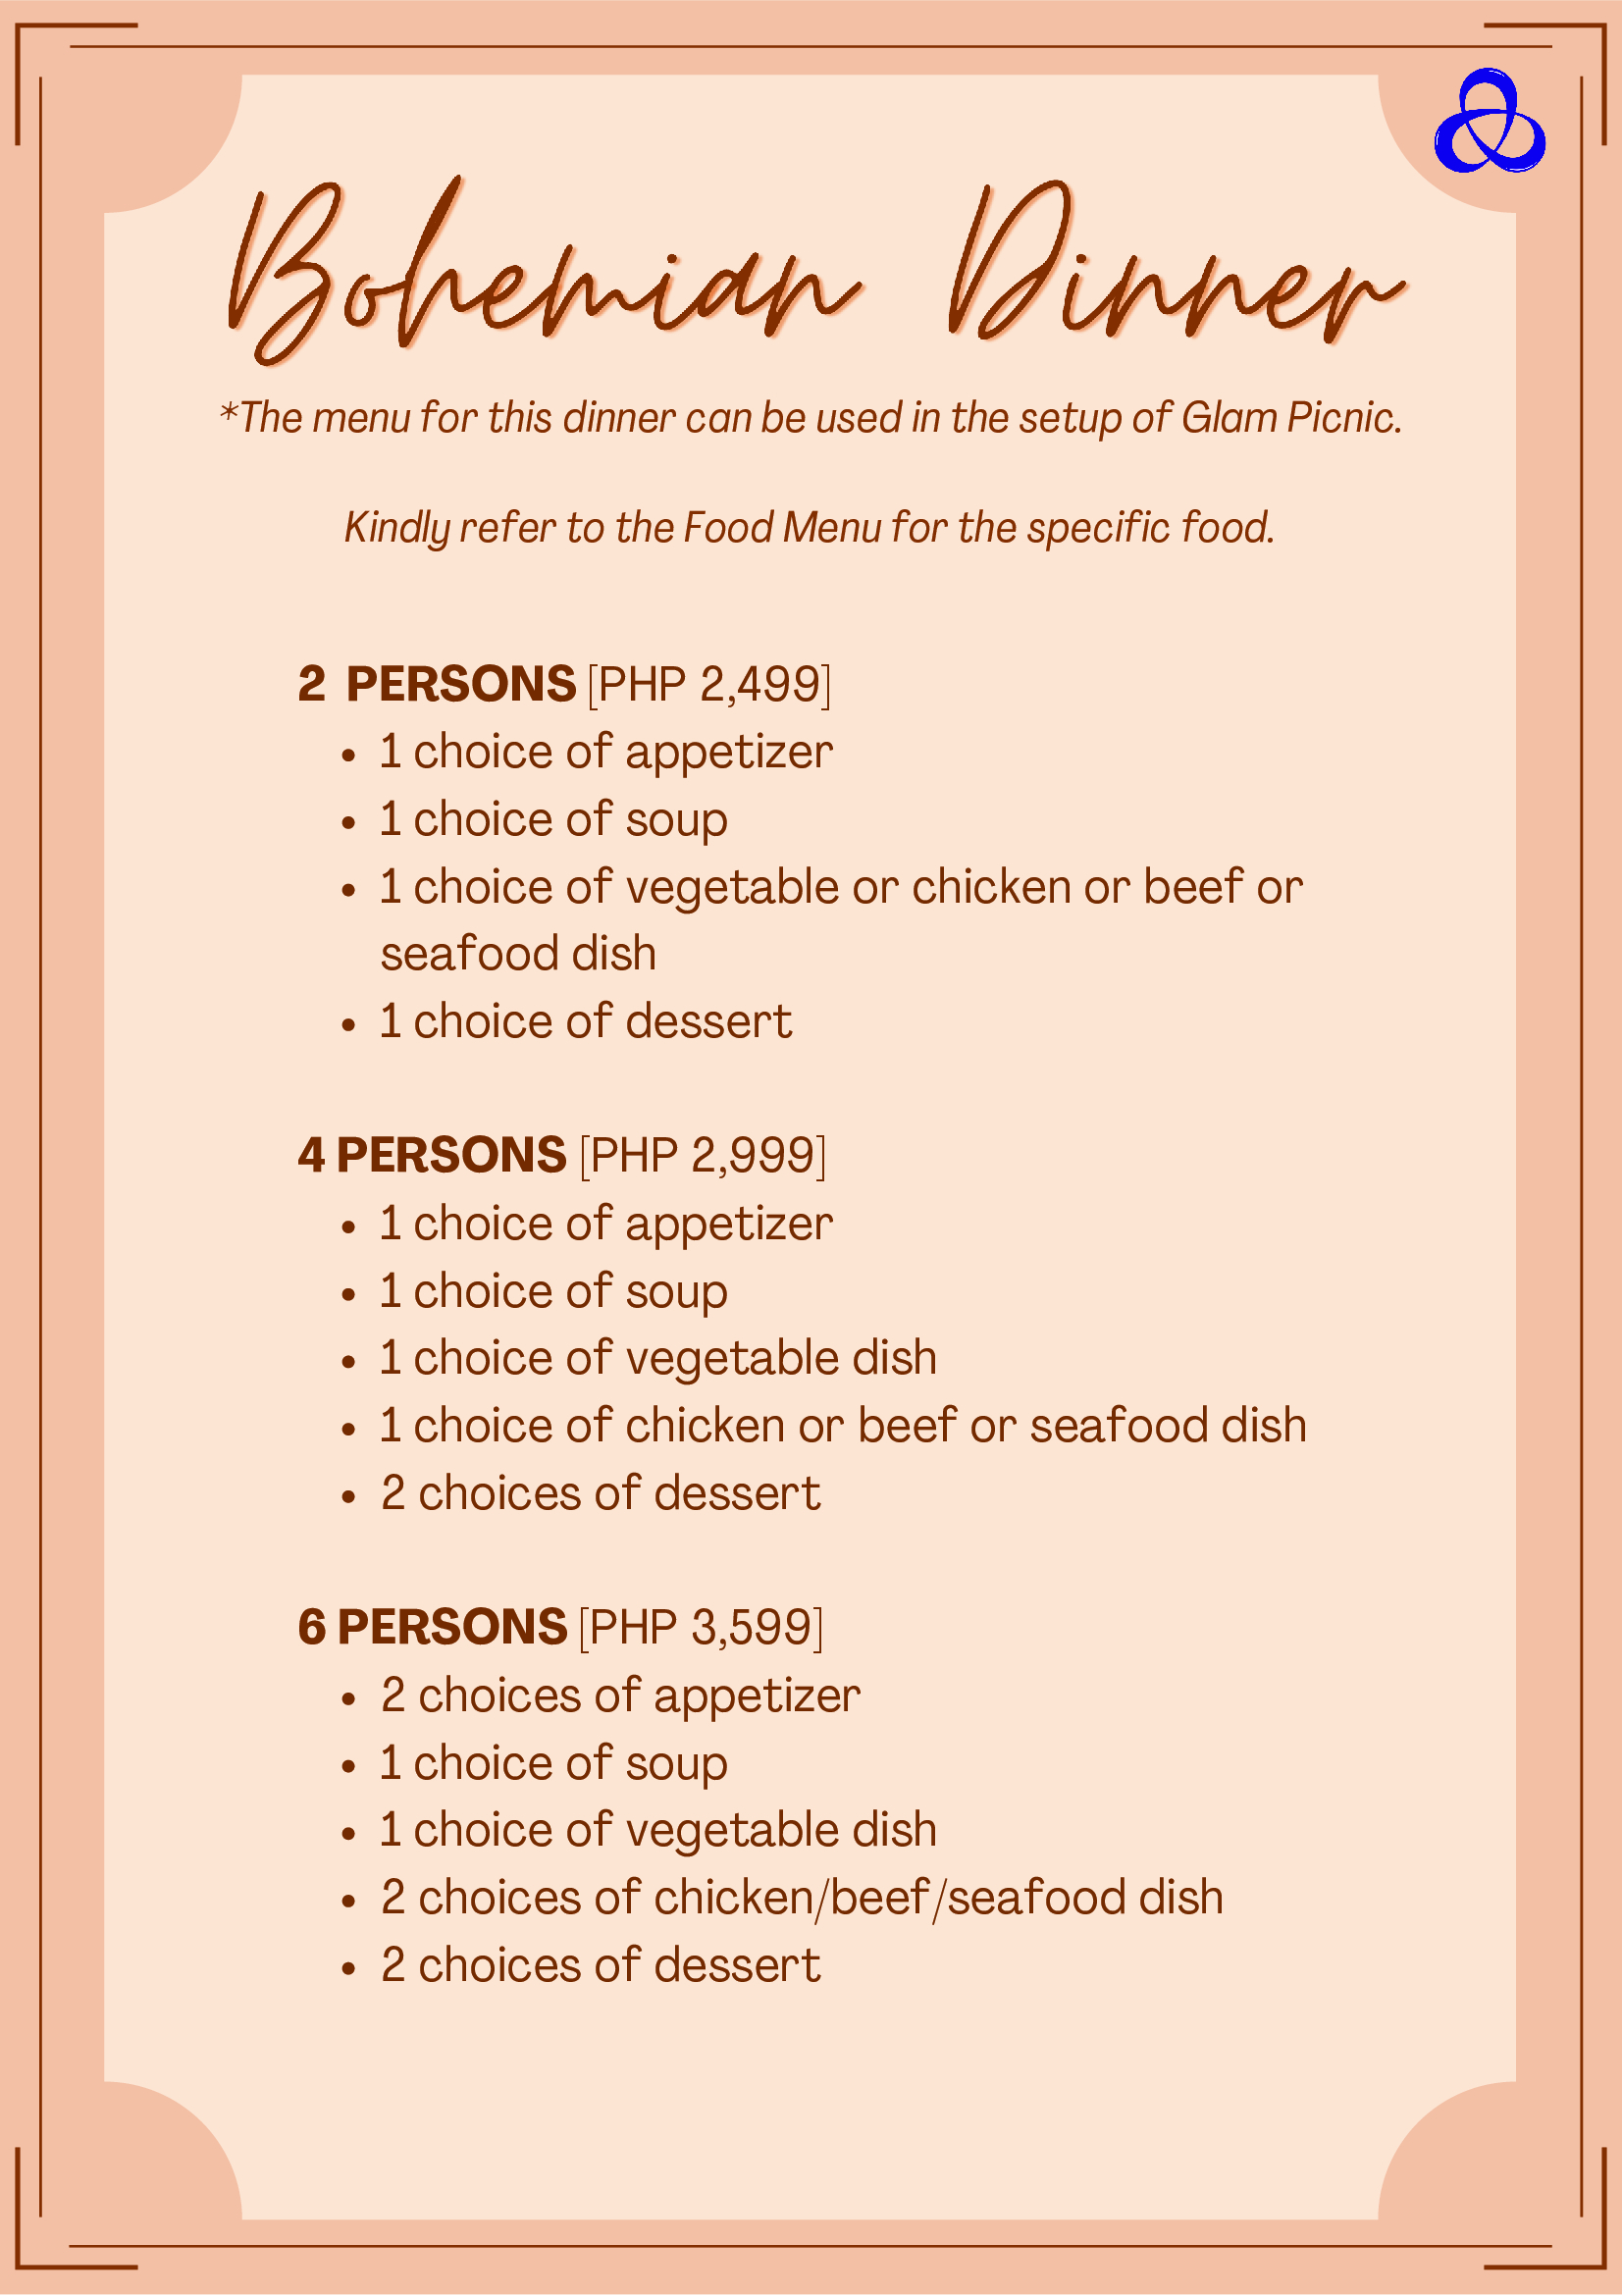 Bohemian Dinner
*The menu for this dinner can be used in the setup of Glam Picnic.
Kindly refer to the Food Menu for the specific food.
2 PERSONS [PHP 2,499]
• 1 choice of appetizer
• 1 choice of soup
• 1 choice of vegetable or chicken or beef or
seafood dish
• 1 choice of dessert
4 PERSONS [PHP 2,999]
• 1 choice of appetizer
• 1 choice of soup
• 1 choice of vegetable dish
• 1 choice of chicken or beef or seafood dish
• 2 choices of dessert
6 PERSONS [PHP 3,599]
• 2 choices of appetizer
• 1 choice of soup
• 1 choice of vegetable dish
• 2 choices of chicken/beef/seafood dish
• 2 choices of dessert